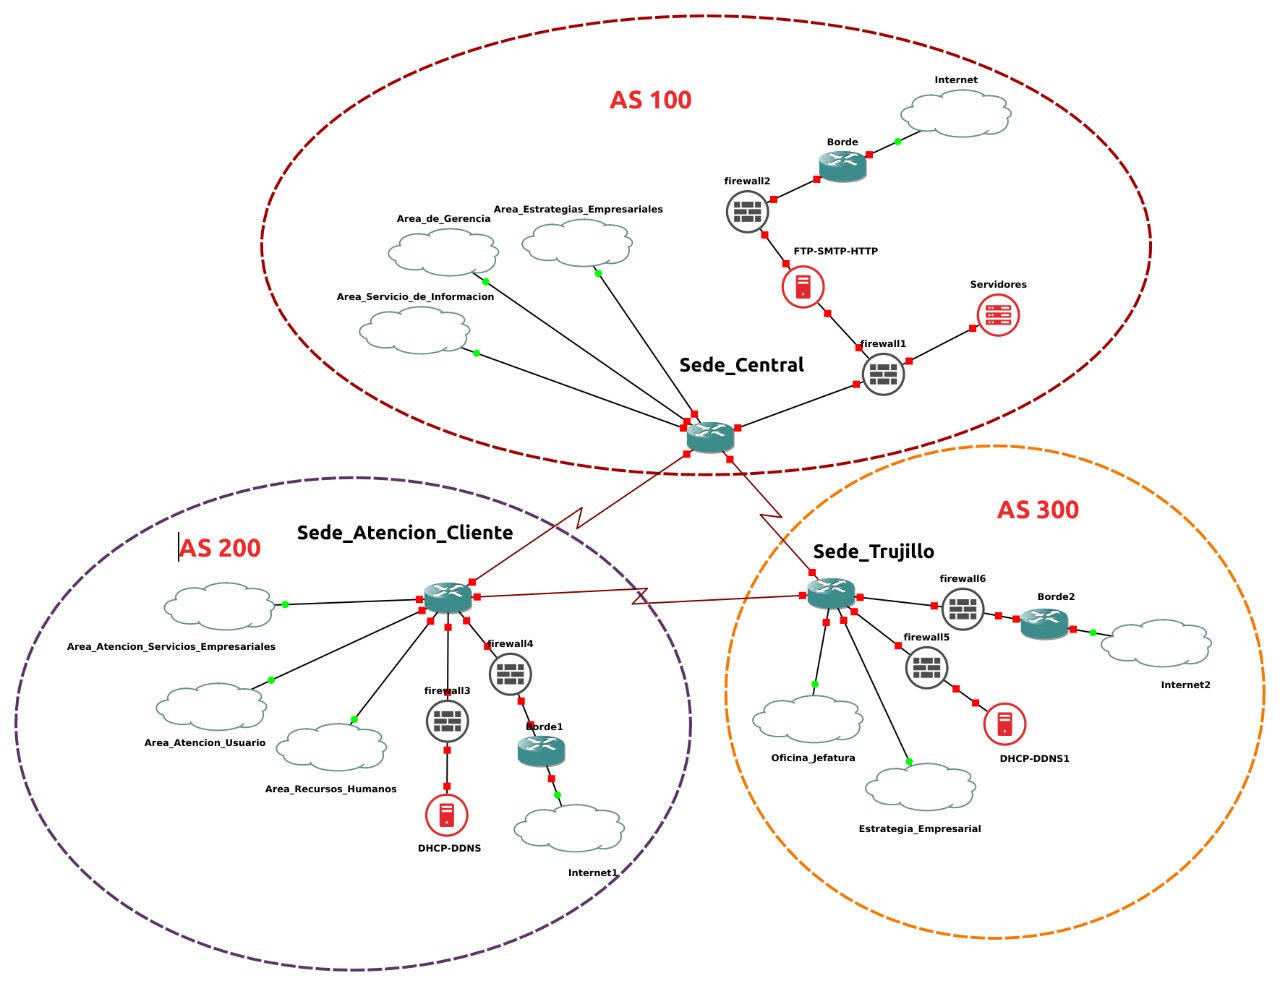 Internet
AS 100
Borde
firewall2
Area_Estrategias_Empresariales
Area_de_Gerencia
FTP-SMTP-HTTP
Servidores
Area_Servicio_de_Informacion
firewall1
Sede_Central
AS 300
Sede_Atencion_Cliente
AS 200
Sede_Trujillo
firewall6
Borde2
firewall5
firewall4
Area_Atencion_Servicios_Empresariales
Internet2
firewall3
Borde1
Area_Atencion_Usuario
Oficina_Jefatura
DHCP-DDNS1
Area_Recursos_Humanos
Estrategia_Empresarial
DHCP-DDNS
Internet1